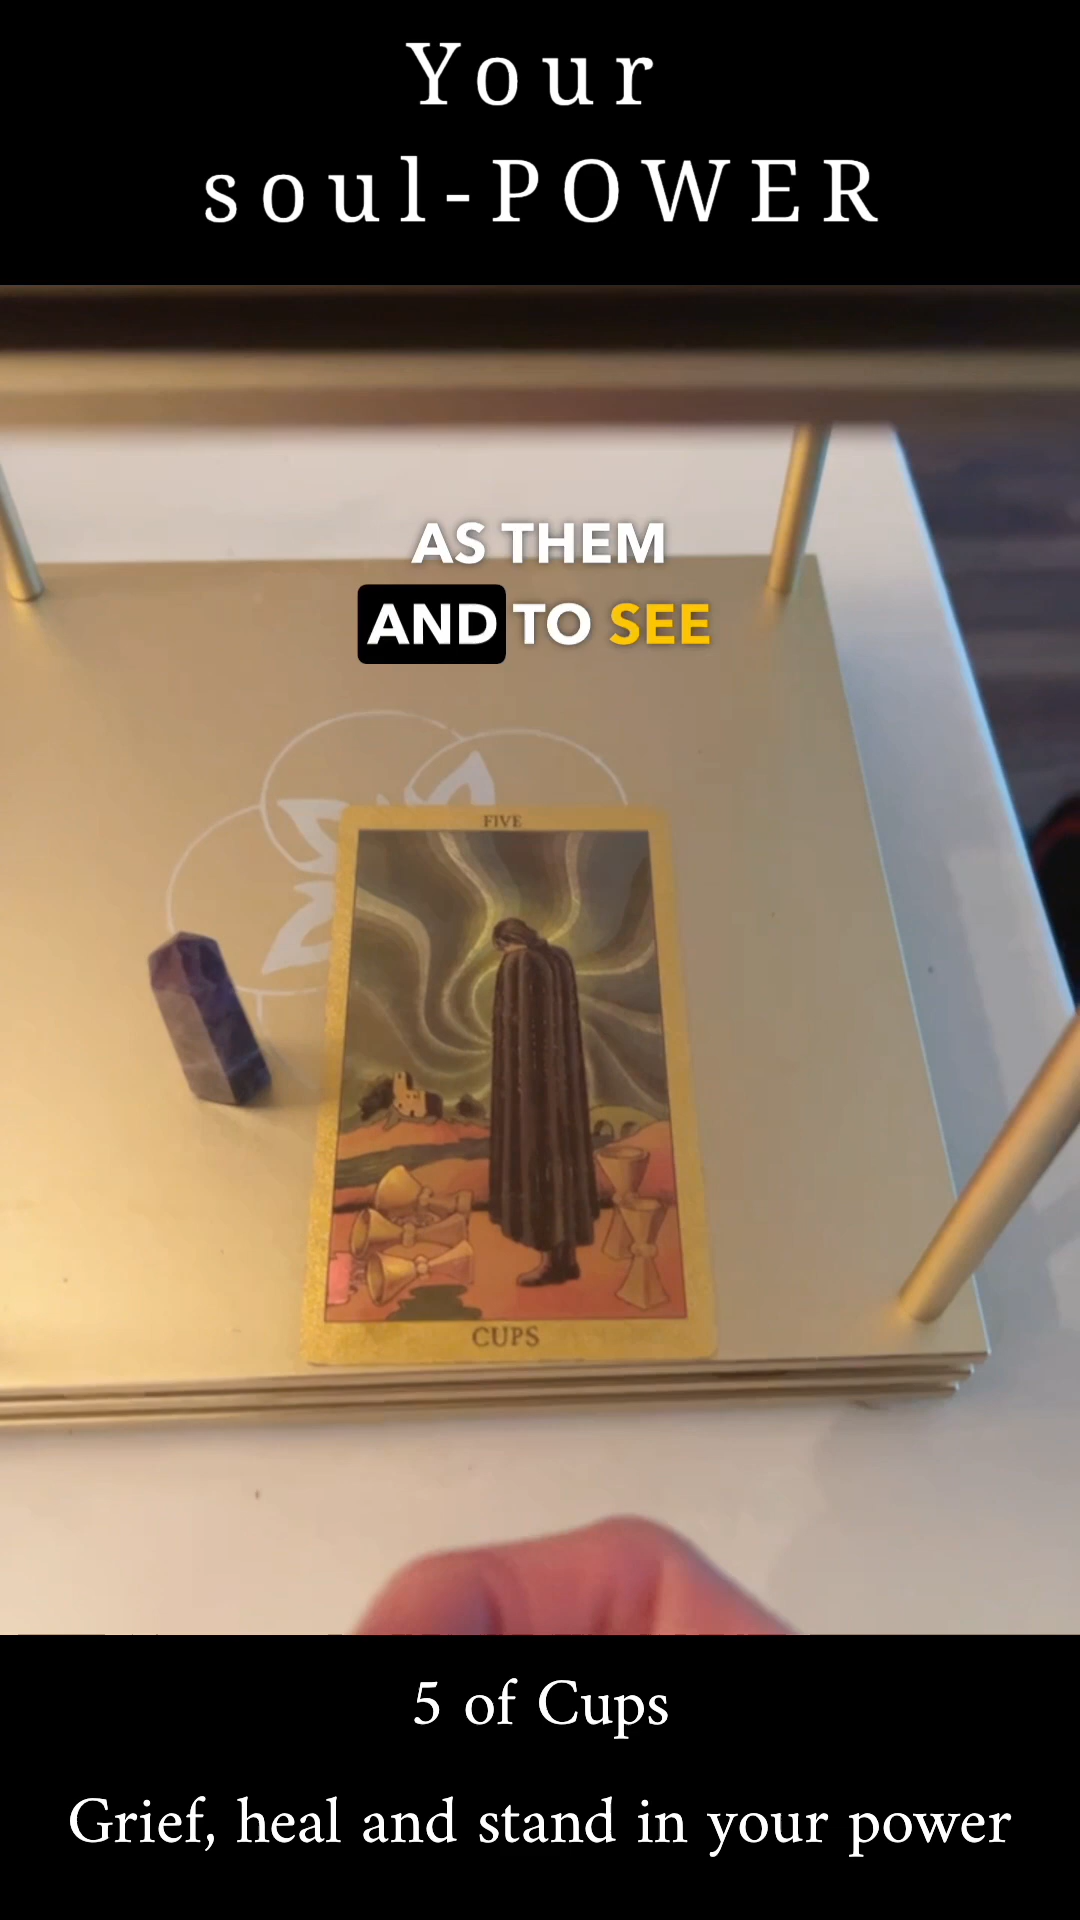 Your
soul-POWER
AS THEM
AND TO SEE
FIVE
CUPS
5 of Cups
Grief, heal and stand in your power